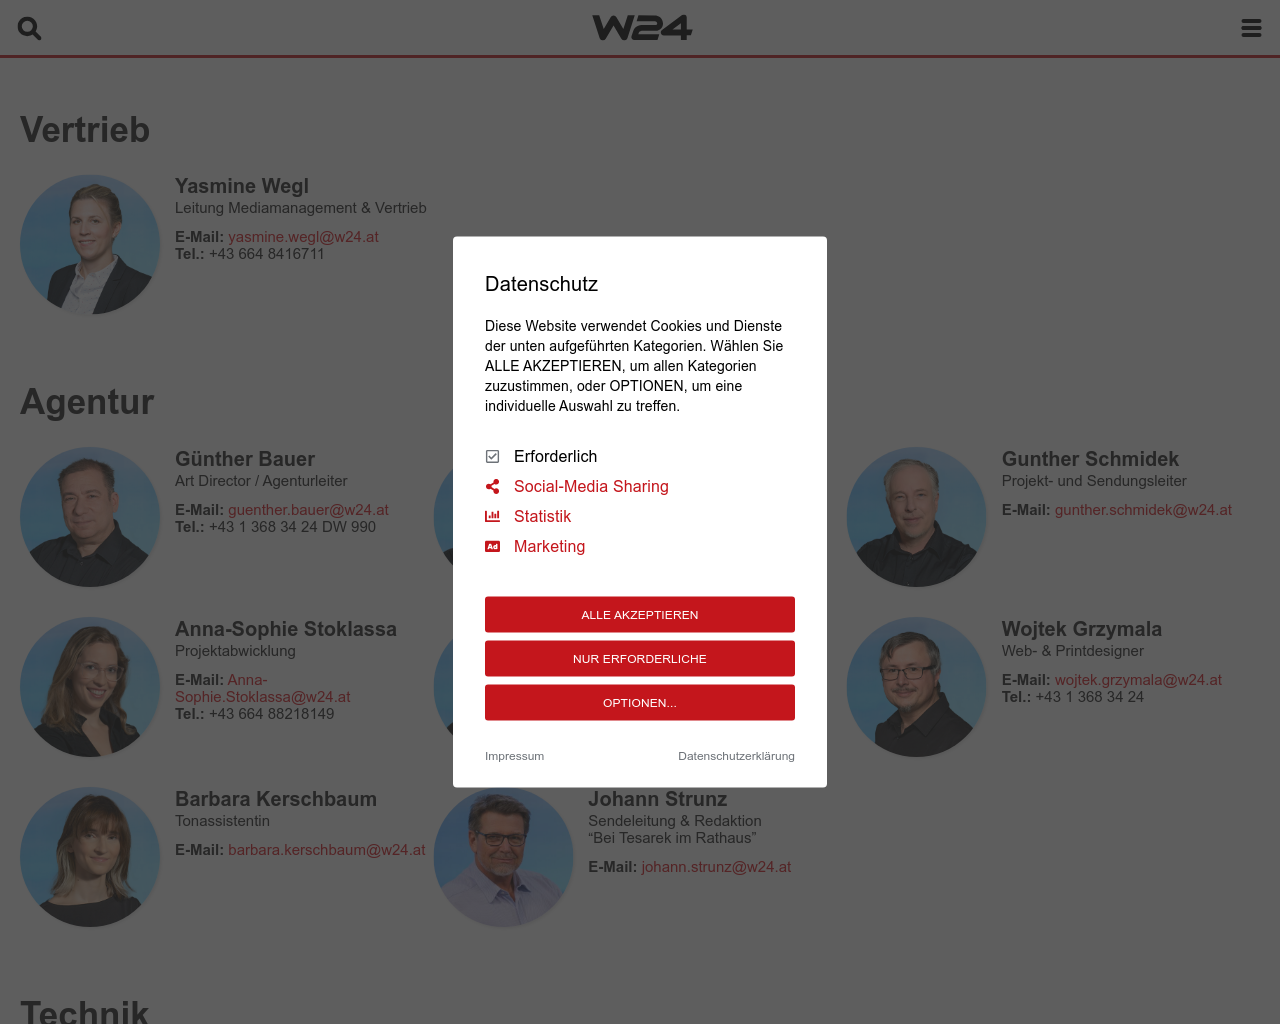 W24
Vertrieb
Yasmine Wegl
Leitung Mediamanagement & Vertrieb
E-Mail: yasmine.wegl@w24.at
Tel.: +43 664 8416711
Agentur
Günther Bauer
Art Director / Agenturleiter
E-Mail: guenther.bauer@w24.at
Tel.: +43 1 368 34 24 DW 990
Gunther Schmidek
Projekt- und Sendungsleiter
E-Mail: gunther.schmidek@w24.at
Anna-Sophie Stoklassa
Projektabwicklung
E-Mail: Anna-
Sophie.Stoklassa@w24.at
Tel.: +43 664 88218149
Wojtek Grzymala
Web- & Printdesigner
E-Mail: wojtek.grzymala@w24.at
Tel.: +43 1 368 34 24
Barbara Kerschbaum
Tonassistentin
E-Mail: barbara.kerschbaum@w24.at
Johann Strunz
Sendeleitung & Redaktion
“Bei Tesarek im Rathaus”
E-Mail: johann.strunz@w24.at
Technik
Datenschutz
Diese Website verwendet Cookies und Dienste
der unten aufgeführten Kategorien. Wählen Sie
ALLE AKZEPTIEREN, um allen Kategorien
zuzustimmen, oder OPTIONEN, um eine
individuelle Auswahl zu treffen.
Erforderlich
Social-Media Sharing
Statistik
Marketing
ALLE AKZEPTIEREN
NUR ERFORDERLICHE
OPTIONEN...
Impressum
Datenschutzerklärung